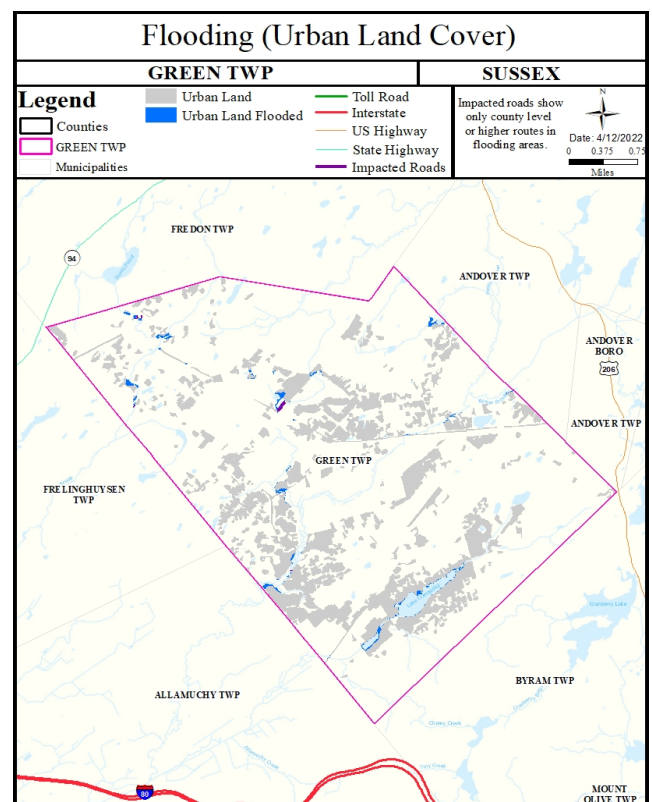 Flooding (Urban Land Cover)
GREEN TWP
SUSSEX
Legend
Counties
GREEN TWP
Municipalities
Urban Land
Urban Land Flooded
Toll Road
Interstate
US Highway
State Highway
Impacted Roads
Impacted roads show
only county level
or higher routes in
flooding areas.
N
Date: 4/12/2022
0 0.375 0.75
Miles
FREDON TWP
94
ANDOVER TWP
ANDOVER
BORO
206
ANDOVER TWP
GREEN TWP
FRELINGHUYSEN
TWP
Cranberry Lake
BYRAM TWP
ALLAMUCHY TWP
80
MOUNT
OLIVE TWP